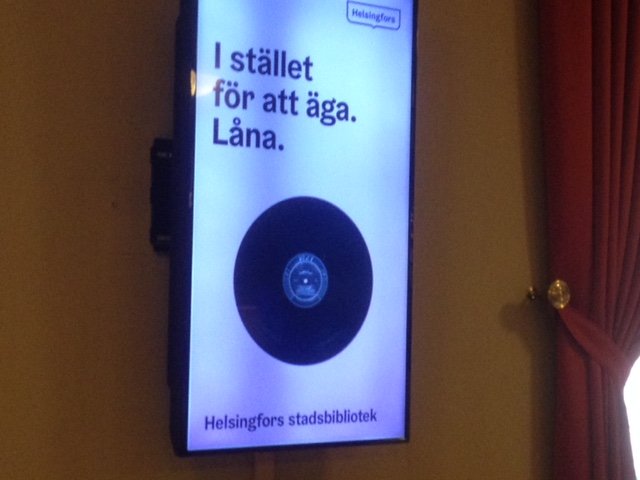 Helsingfors
I stället
för att äga.
Låna.
Helsingfors stadsbibliotek